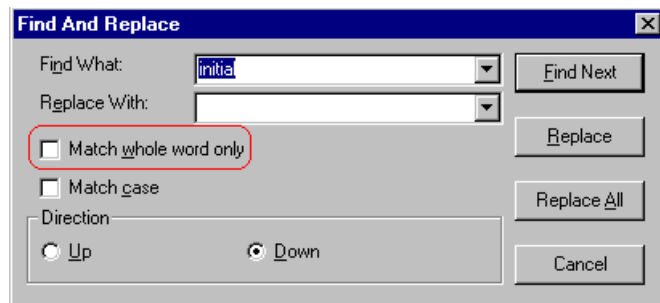 Find And Replace
Find What:
initial
Find Next
Replace With:
Replace
Match whole word only
Match case
Replace All
Direction
Up
Down
Cancel